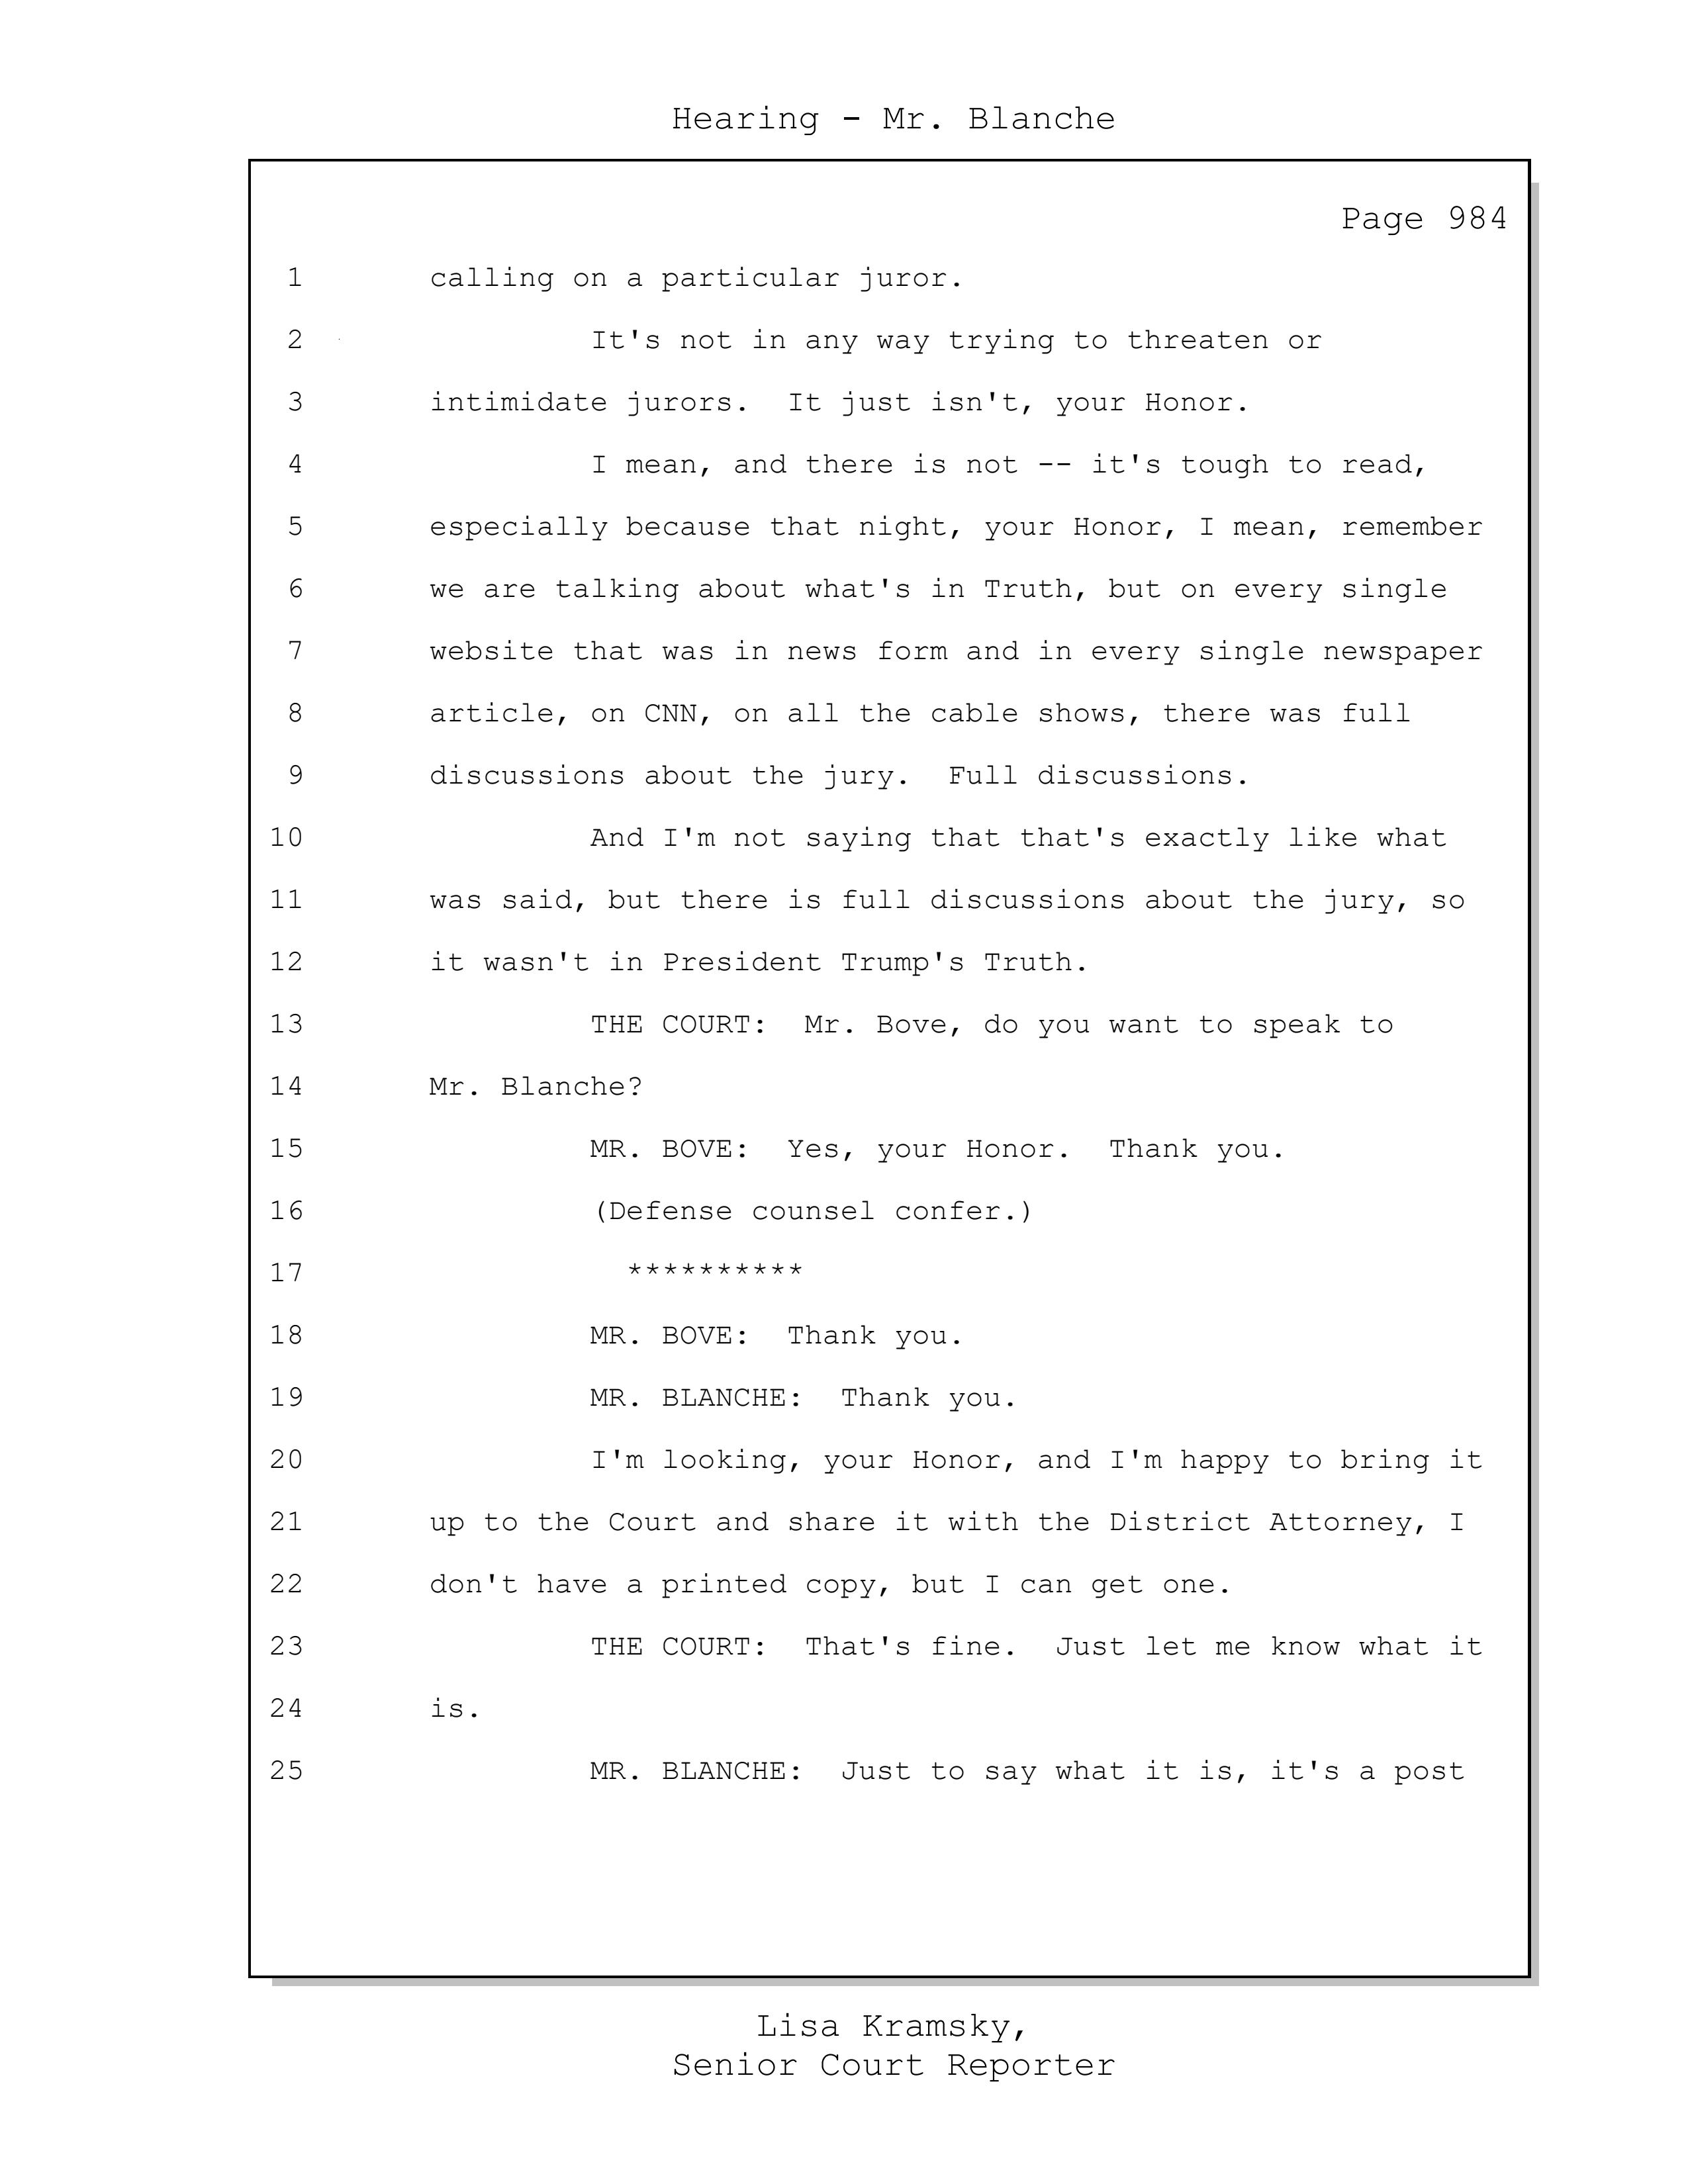 Hearing - Mr. Blanche
Page 984
1 calling on a particular juror.
2 It's not in any way trying to threaten or
3 intimidate jurors. It just isn't, your Honor.
4 I mean, and there is not -- it's tough to read,
5 especially because that night, your Honor, I mean, remember
6 we are talking about what's in Truth, but on every single
7 website that was in news form and in every single newspaper
8 article, on CNN, on all the cable shows, there was full
9 discussions about the jury. Full discussions.
10 And I'm not saying that that's exactly like what
11 was said, but there is full discussions about the jury, so
12 it wasn't in President Trump's Truth.
13 THE COURT: Mr. Bove, do you want to speak to
14 Mr. Blanche?
15 MR. BOVE: Yes, your Honor. Thank you.
16 (Defense counsel confer.)
17 **********
18 MR. BOVE: Thank you.
19 MR. BLANCHE: Thank you.
20 I'm looking, your Honor, and I'm happy to bring it
21 up to the Court and share it with the District Attorney, I
22 don't have a printed copy, but I can get one.
23 THE COURT: That's fine. Just let me know what it
24 is.
25 MR. BLANCHE: Just to say what it is, it's a post
Lisa Kramsky,
Senior Court Reporter